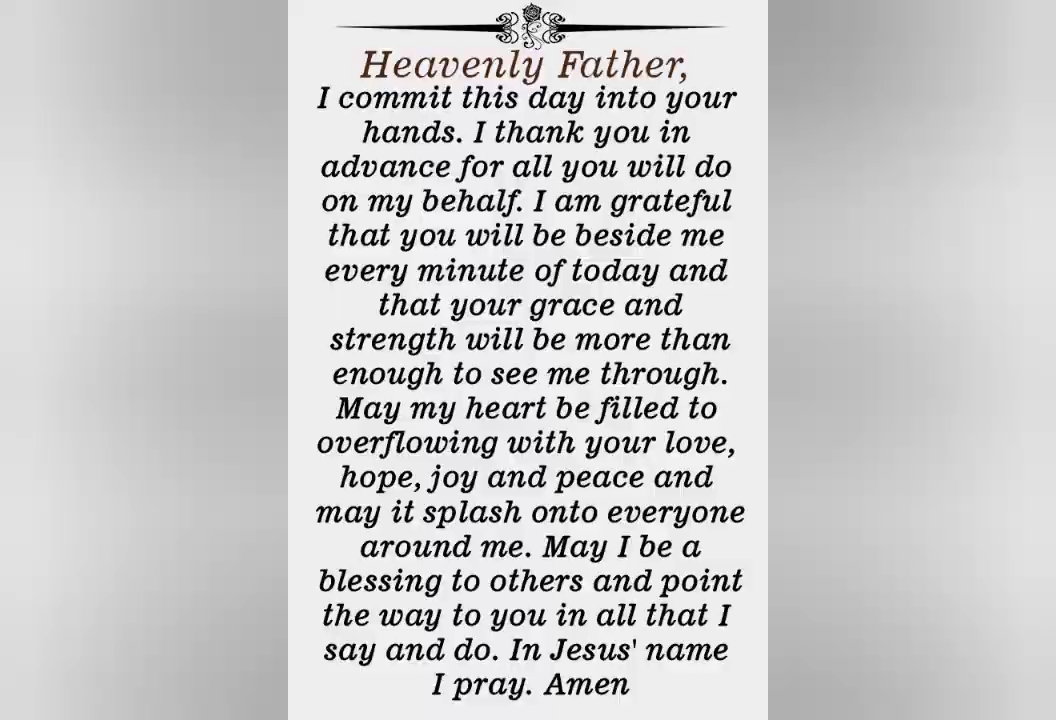 Heavenly Father,
I commit this day into your
hands. I thank you in
advance for all you will do
on my behalf. I am grateful
that you will be beside me
every minute of today and
that your grace and
strength will be more than
enough to see me through.
May my heart be filled to
overflowing with your love,
hope, joy and peace and
may it splash onto everyone
around me. May I be a
blessing to others and point
the way to you in all that I
say and do. In Jesus' name
I pray. Amen